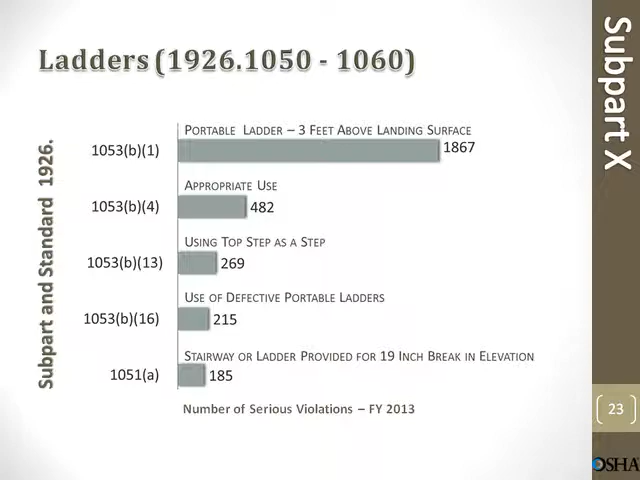 Ladders (1926.1050 - 1060)
Subpart X
Subpart and Standard 1926.
PORTABLE LADDER – 3 FEET ABOVE LANDING SURFACE
1053(b)(1)
1867
APPROPRIATE USE
1053(b)(4)
482
USING TOP STEP AS A STEP
1053(b)(13)
269
USE OF DEFECTIVE PORTABLE LADDERS
1053(b)(16)
215
STAIRWAY OR LADDER PROVIDED FOR 19 INCH BREAK IN ELEVATION
1051(a)
185
Number of Serious Violations – FY 2013
23
OSHA